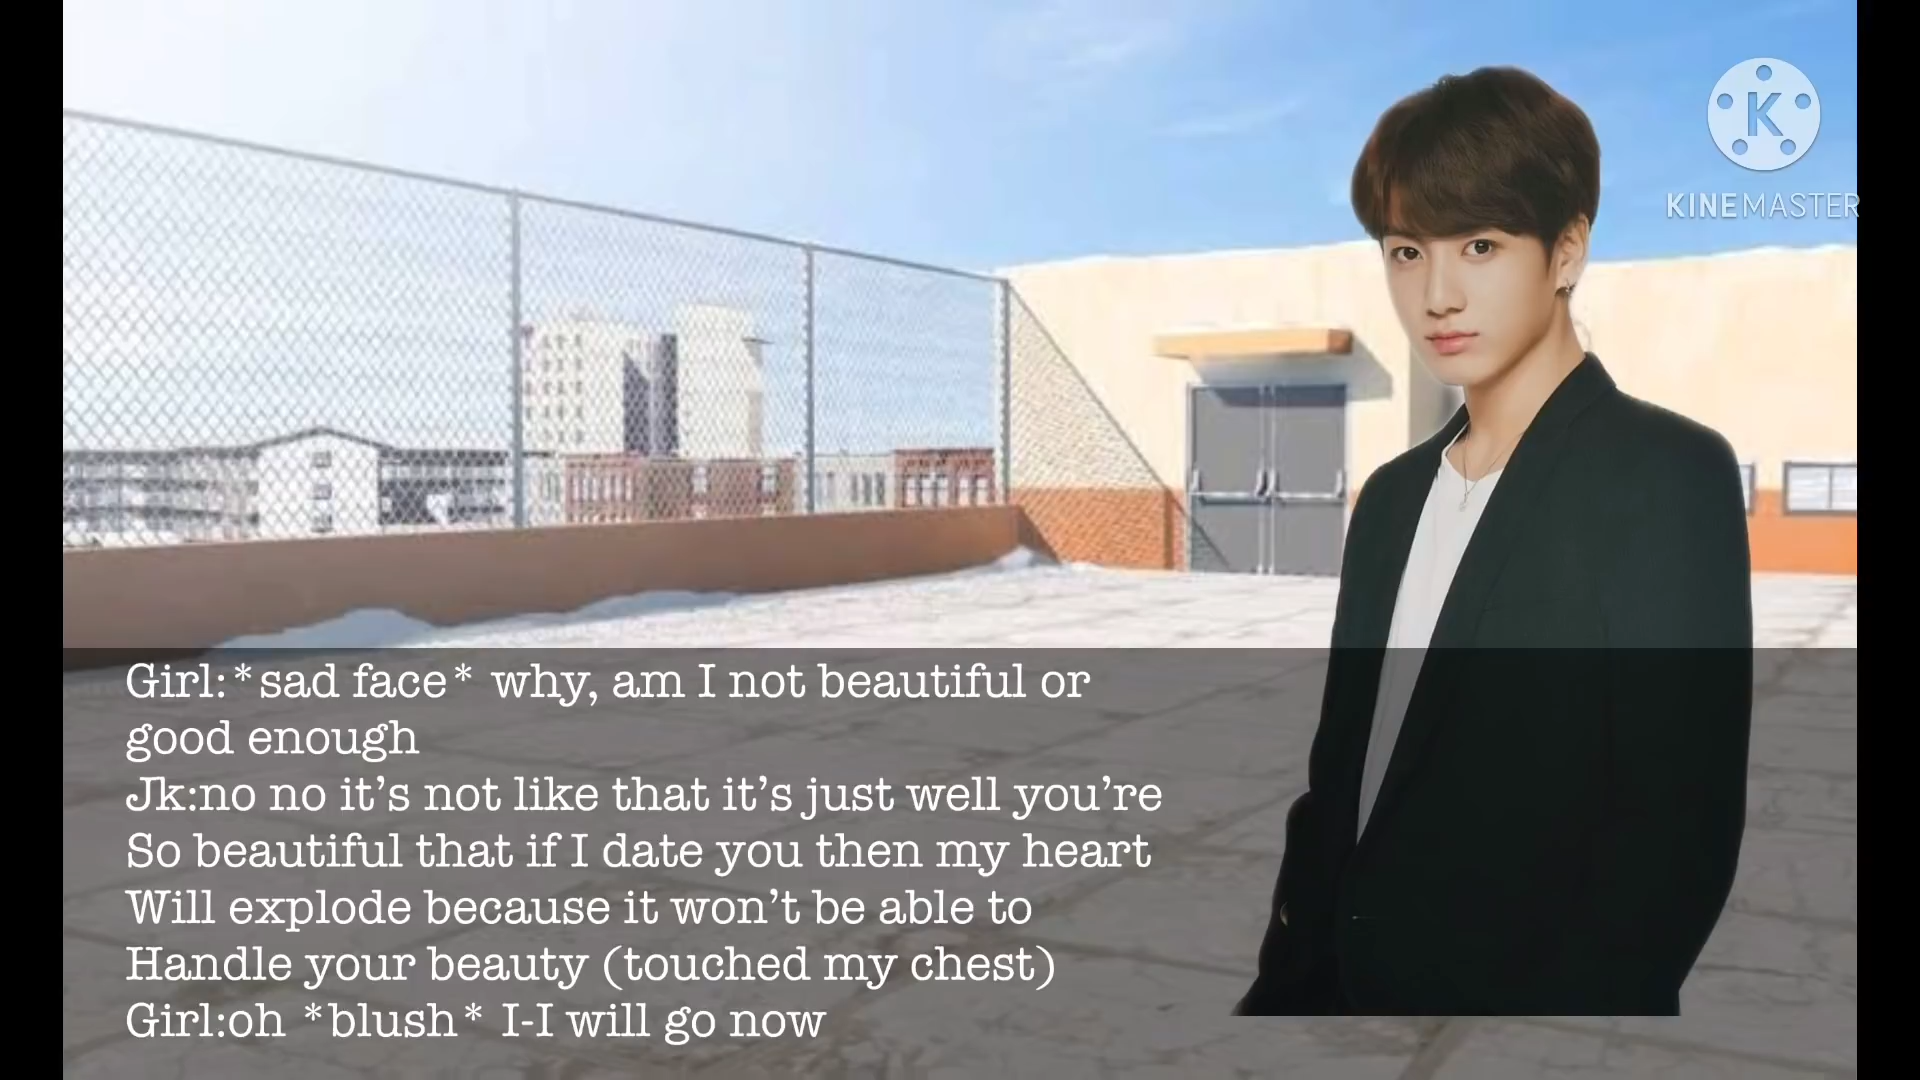 K
KINEMASTER
Girl:*sad face* why, am I not beautiful or
good enough
Jk:no no it’s not like that it’s just well you’re
So beautiful that if I date you then my heart
Will explode because it won’t be able to
Handle your beauty (touched my chest)
Girl:oh *blush* I-I will go now